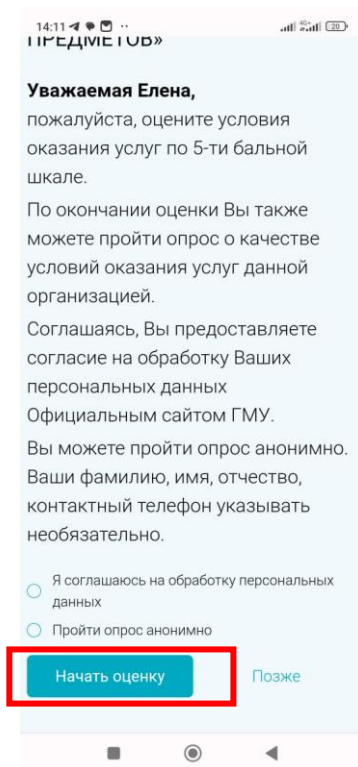 14:11
4G+
20
ПРЕДМЕТОВ»
Уважаемая Елена,
пожалуйста, оцените условия
оказания услуг по 5-ти бальной
шкале.
По окончании оценки Вы также
можете пройти опрос о качестве
условий оказания услуг данной
организацией.
Соглашаясь, Вы предоставляете
согласие на обработку Ваших
персональных данных
Официальным сайтом ГМУ.
Вы можете пройти опрос анонимно.
Ваши фамилию, имя, отчество,
контактный телефон указывать
необязательно.
Я соглашаюсь на обработку персональных
данных
Пройти опрос анонимно
Начать оценку
Позже